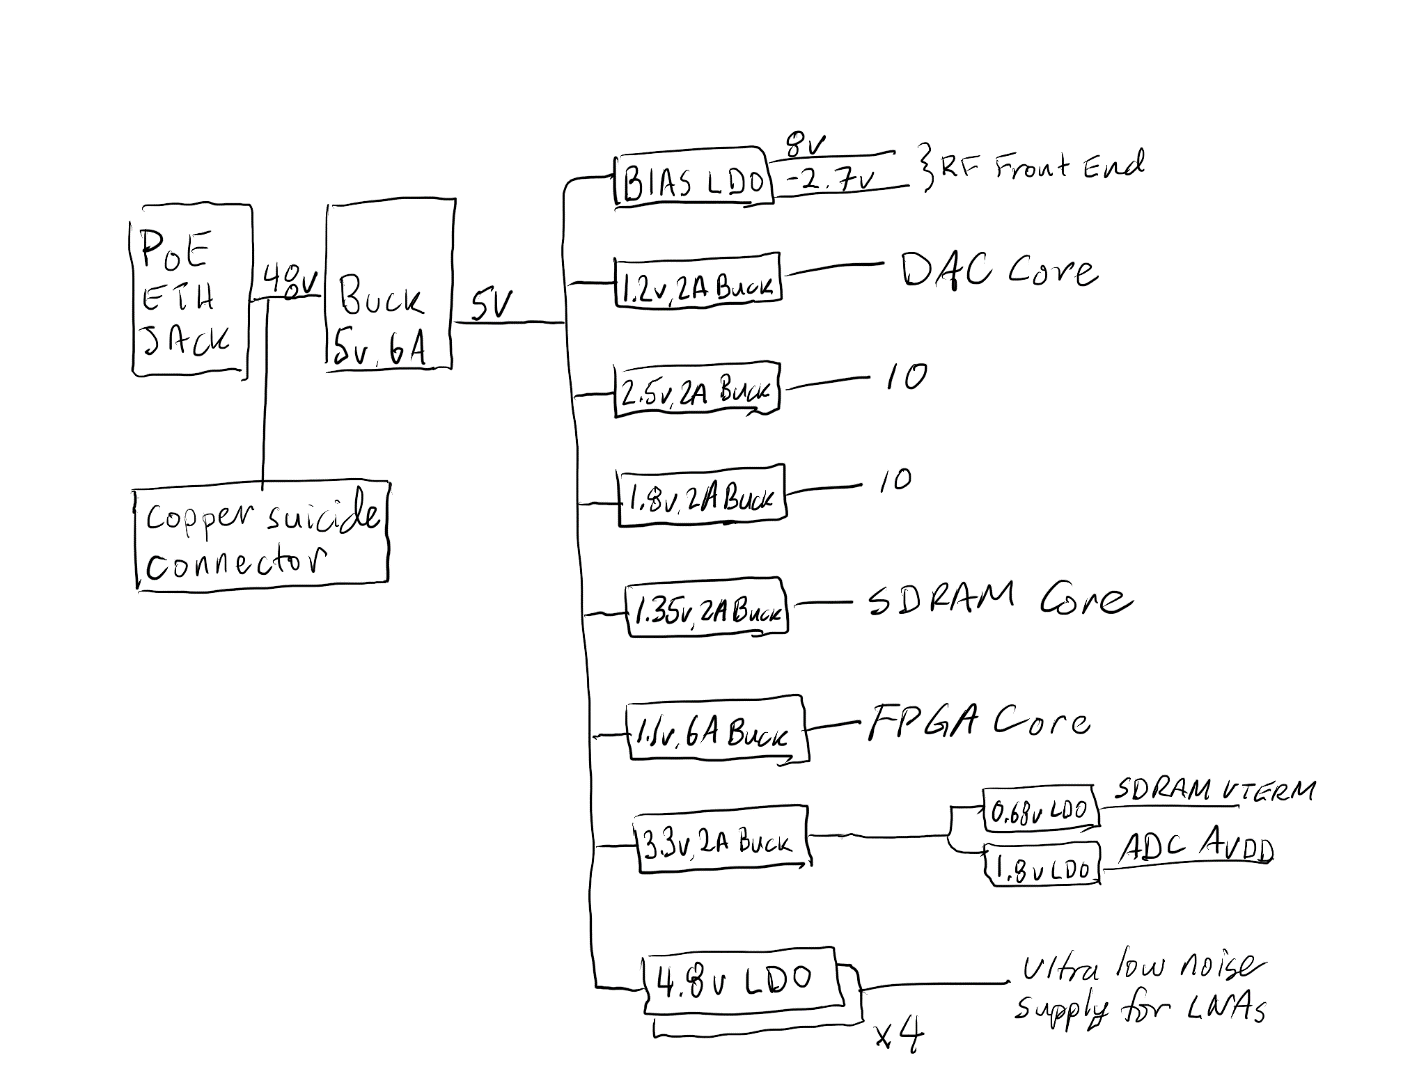 PoE
ETH
JACK
48v
Buck
5v, 6A
5V
copper suicide
connector
BIAS LDO
8v
-2.7v
}RF Front End
1.2v, 2A Buck
DAC Core
2.5v, 2A Buck
IO
1.8v, 2A Buck
IO
1.35v, 2A Buck
SDRAM Core
1.1v, 6A Buck
FPGA Core
3.3v, 2A Buck
0.68v LDO
SDRAM VTERM
1.8v LDO
ADC AVDD
4.8v LDO
x4
Ultra low noise
supply for LNAs